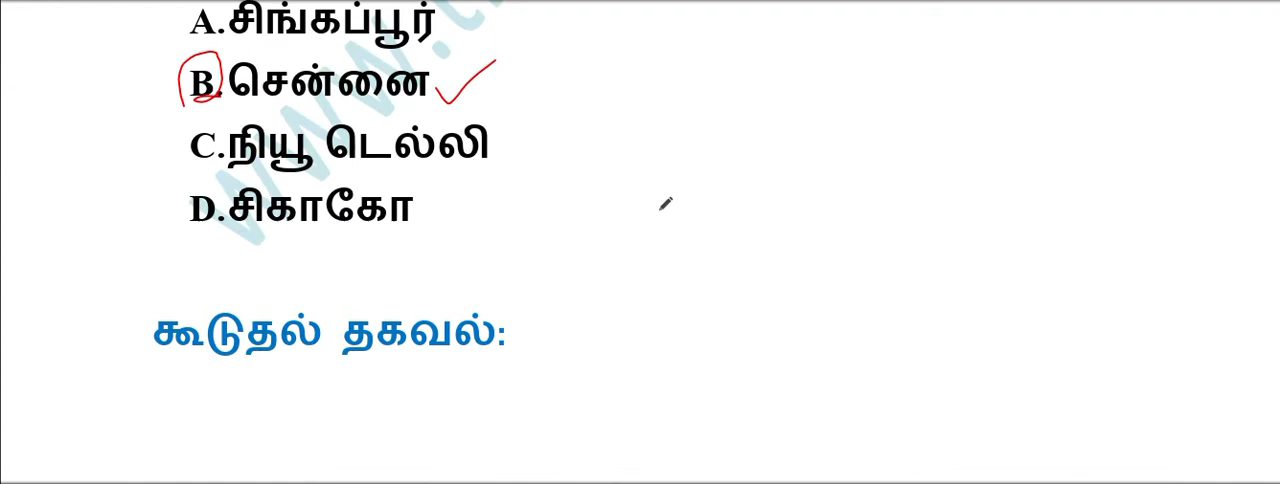 A.சிங்கப்பூர்
B.சென்னை
C.நியூ டெல்லி
D.சிகாகோ
கூடுதல் தகவல்: